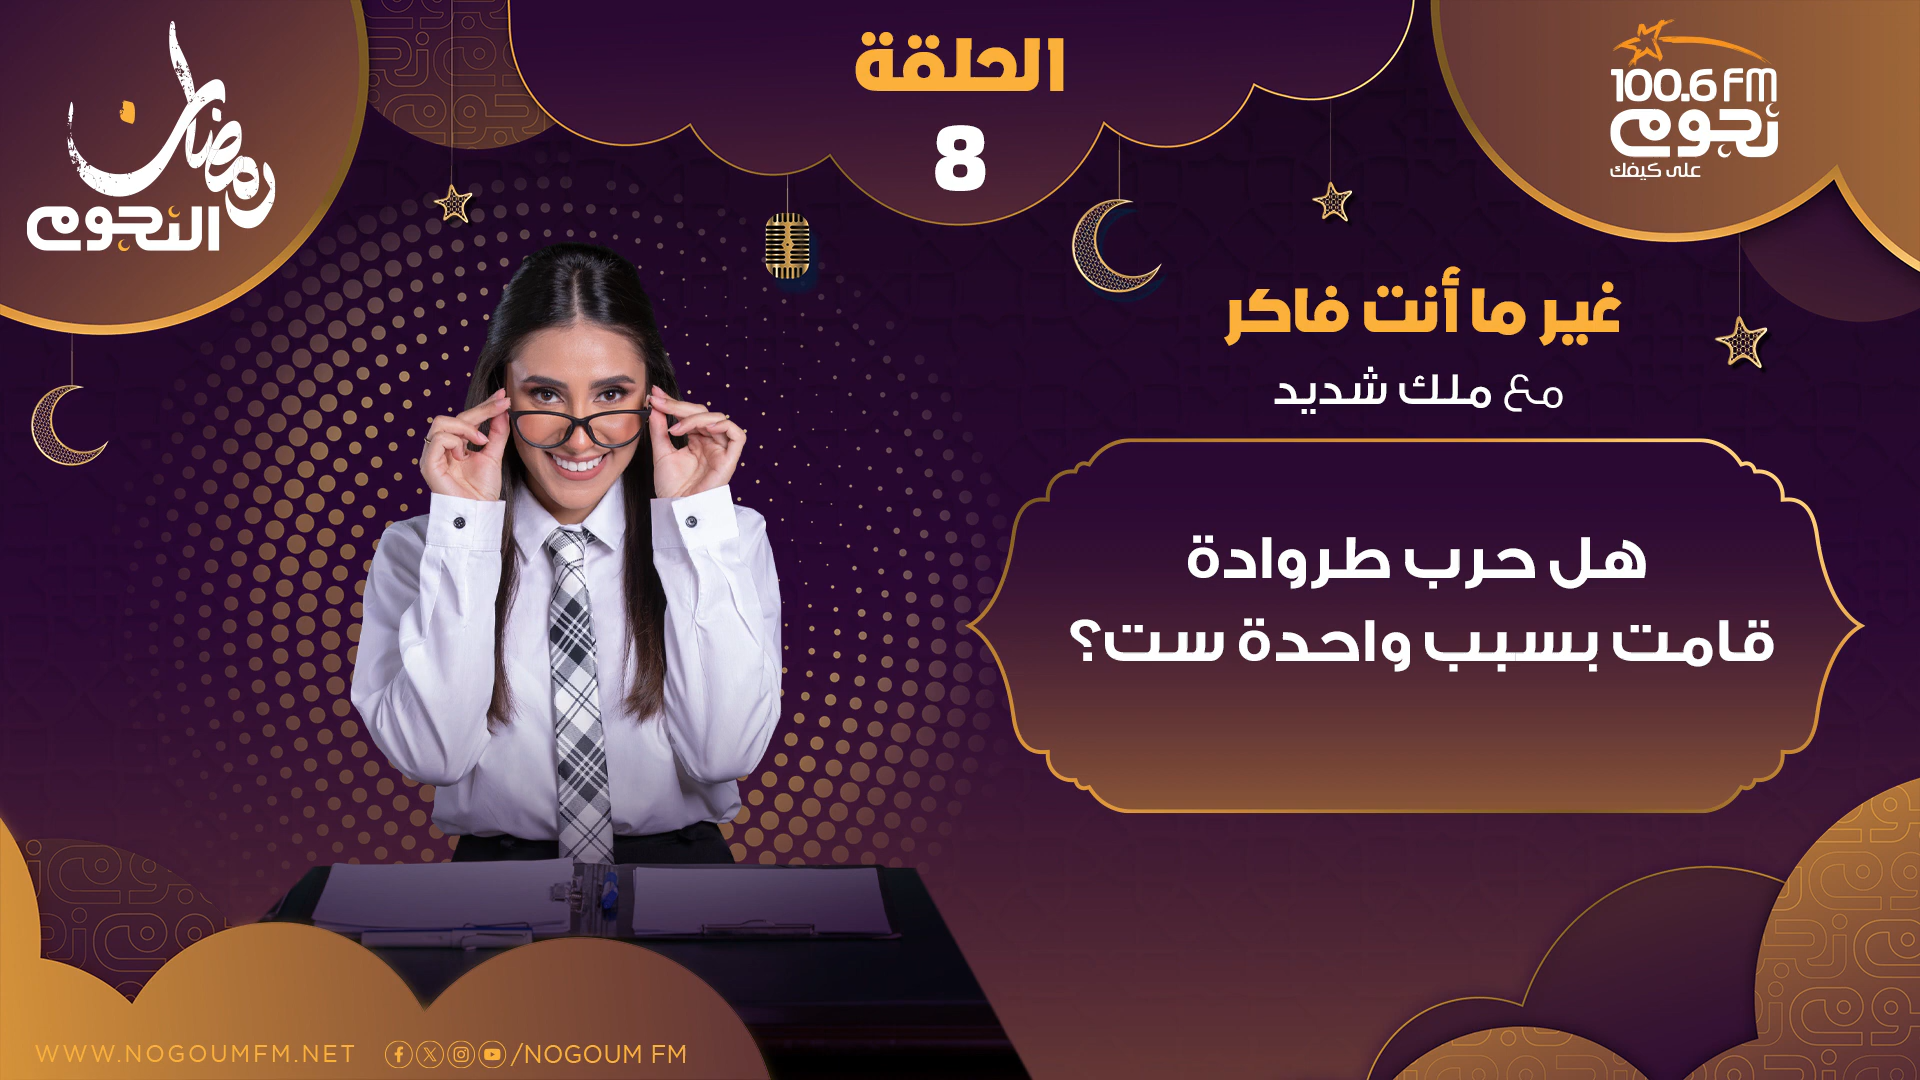 رمضان
النجوم
الحلقة
8
100.6 FM
نجوم
على كيفك
غير ما أنت فاكر
مع ملك شديد
هل حرب طروادة
قامت بسبب واحدة ست؟
WWW.NOGOUMFM.NET
/NOGOUM FM